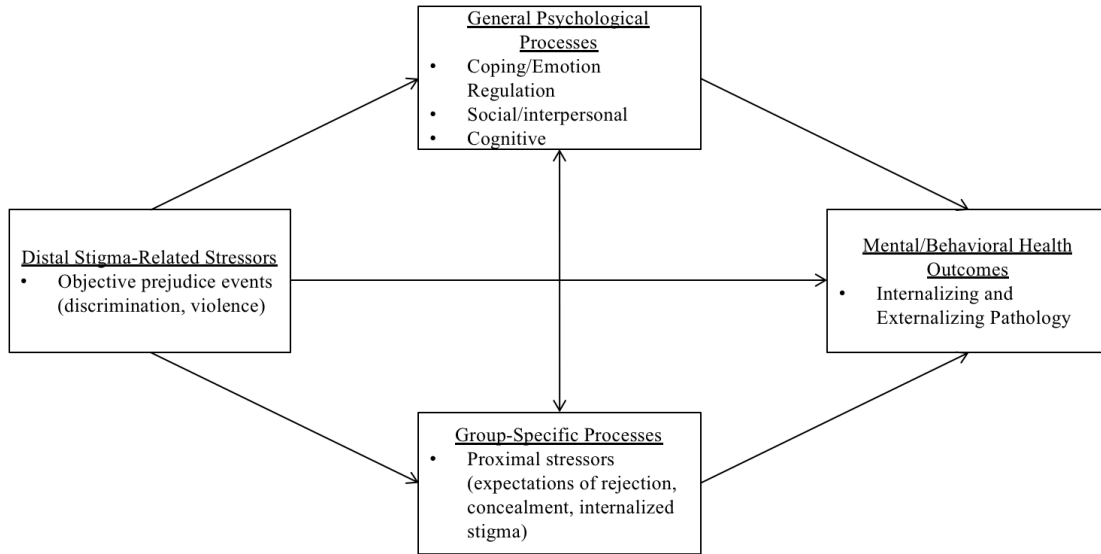 General Psychological
Processes
• Coping/Emotion
Regulation
• Social/interpersonal
• Cognitive
Distal Stigma-Related Stressors
• Objective prejudice events
(discrimination, violence)
Mental/Behavioral Health
Outcomes
• Internalizing and
Externalizing Pathology
Group-Specific Processes
• Proximal stressors
(expectations of rejection,
concealment, internalized
stigma)